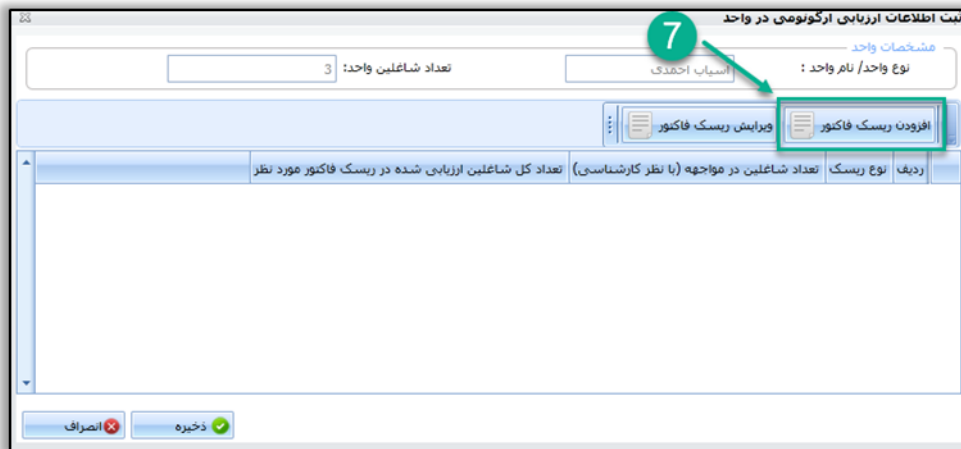 ثبت اطلاعات ارزیابی ارگونومی در واحد
7
مشخصات واحد
نوع واحد/ نام واحد : آسیاب احمدی تعداد شاغلین واحد: 3
افزودن ریسک فاکتور ویرایش ریسک فاکتور
ردیف نوع ریسک تعداد شاغلین در مواجهه (با نظر کارشناسی) تعداد کل شاغلین ارزیابی شده در ریسک فاکتور مورد نظر
ذخیره انصراف